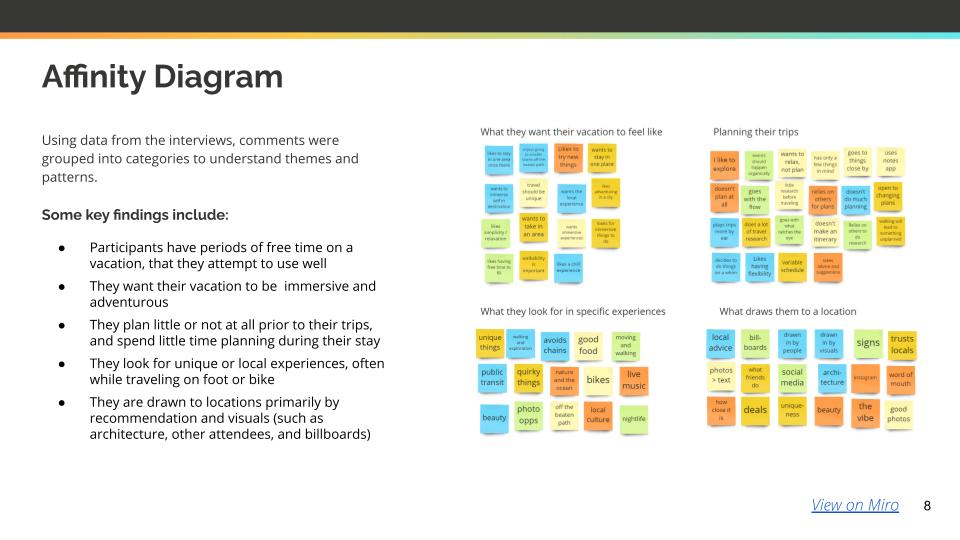 Affinity Diagram
Using data from the interviews, comments were
grouped into categories to understand themes and
patterns.
Some key findings include:
● Participants have periods of free time on a
vacation, that they attempt to use well
● They want their vacation to be  immersive and
adventurous
● They plan little or not at all prior to their trips,
and spend little time planning during their stay
● They look for unique or local experiences, often
while traveling on foot or bike
● They are drawn to locations primarily by
recommendation and visuals (such as
architecture, other attendees, and billboards)
What they want their vacation to feel like
likes to stay
in one area
once there
Likes to
try new
things
wants to
stay in
one place
wants to
immerse
self in
destination
travel
should be
unique
wants the
local
experience
likes
adventuring
in a city
likes
simplicity /
relaxation
wants to
take in
an area
wants
immersive
experiences
looks for
immersive
things to
do
likes having
free time to
fill
walkability
is
important
likes a chill
experience
Planning their trips
I like to
explore
events
should
happen
organically
wants to
relax,
not plan
has only a
few things
in mind
goes to
things
close by
uses
notes
app
doesn't
plan at
all
goes
with the
flow
little
research
before
traveling
relies on
others
for plans
doesn't
do much
planning
open to
changing
plans
plays trips
more by
ear
does a lot
of travel
research
goes with
what
catches the
eye
doesn't
make an
itinerary
Relies on
others to
do
research
walking will
lead to
something
unplanned
decides to
do things
on a whim
Likes
having
flexibility
variable
schedule
takes
advice and
suggestions
What they look for in specific experiences
unique
things
walking
and
exploration
avoids
chains
good
food
moving
and
walking
public
transit
quirky
things
nature
and the
ocean
bikes
live
music
beauty
photo
opps
off the
beaten
path
local
culture
nightlife
What draws them to a location
local
advice
bill-
boards
drawn
in by
people
drawn
in by
visuals
signs
trusts
locals
photos
> text
what
friends
do
social
media
archi-
tecture
instagram
word of
mouth
how
close it
is
deals
unique-
ness
beauty
the
vibe
good
photos
View on Miro
8